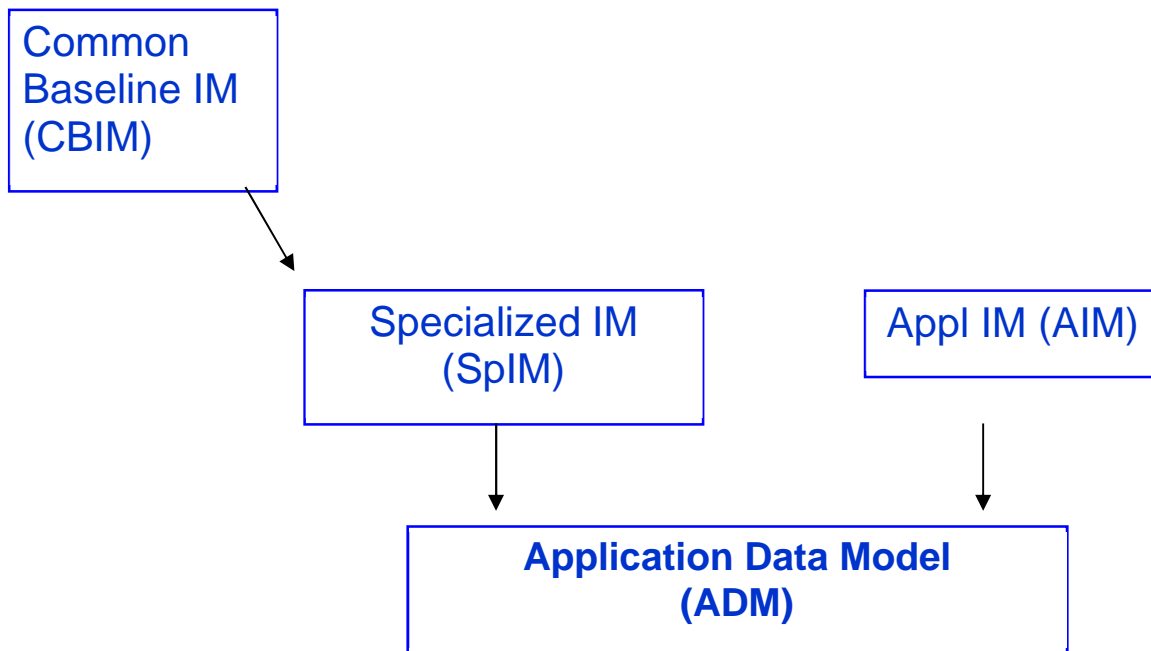 Common
Baseline IM
(CBIM)
Specialized IM
(SpIM)
Appl IM (AIM)
Application Data Model
(ADM)